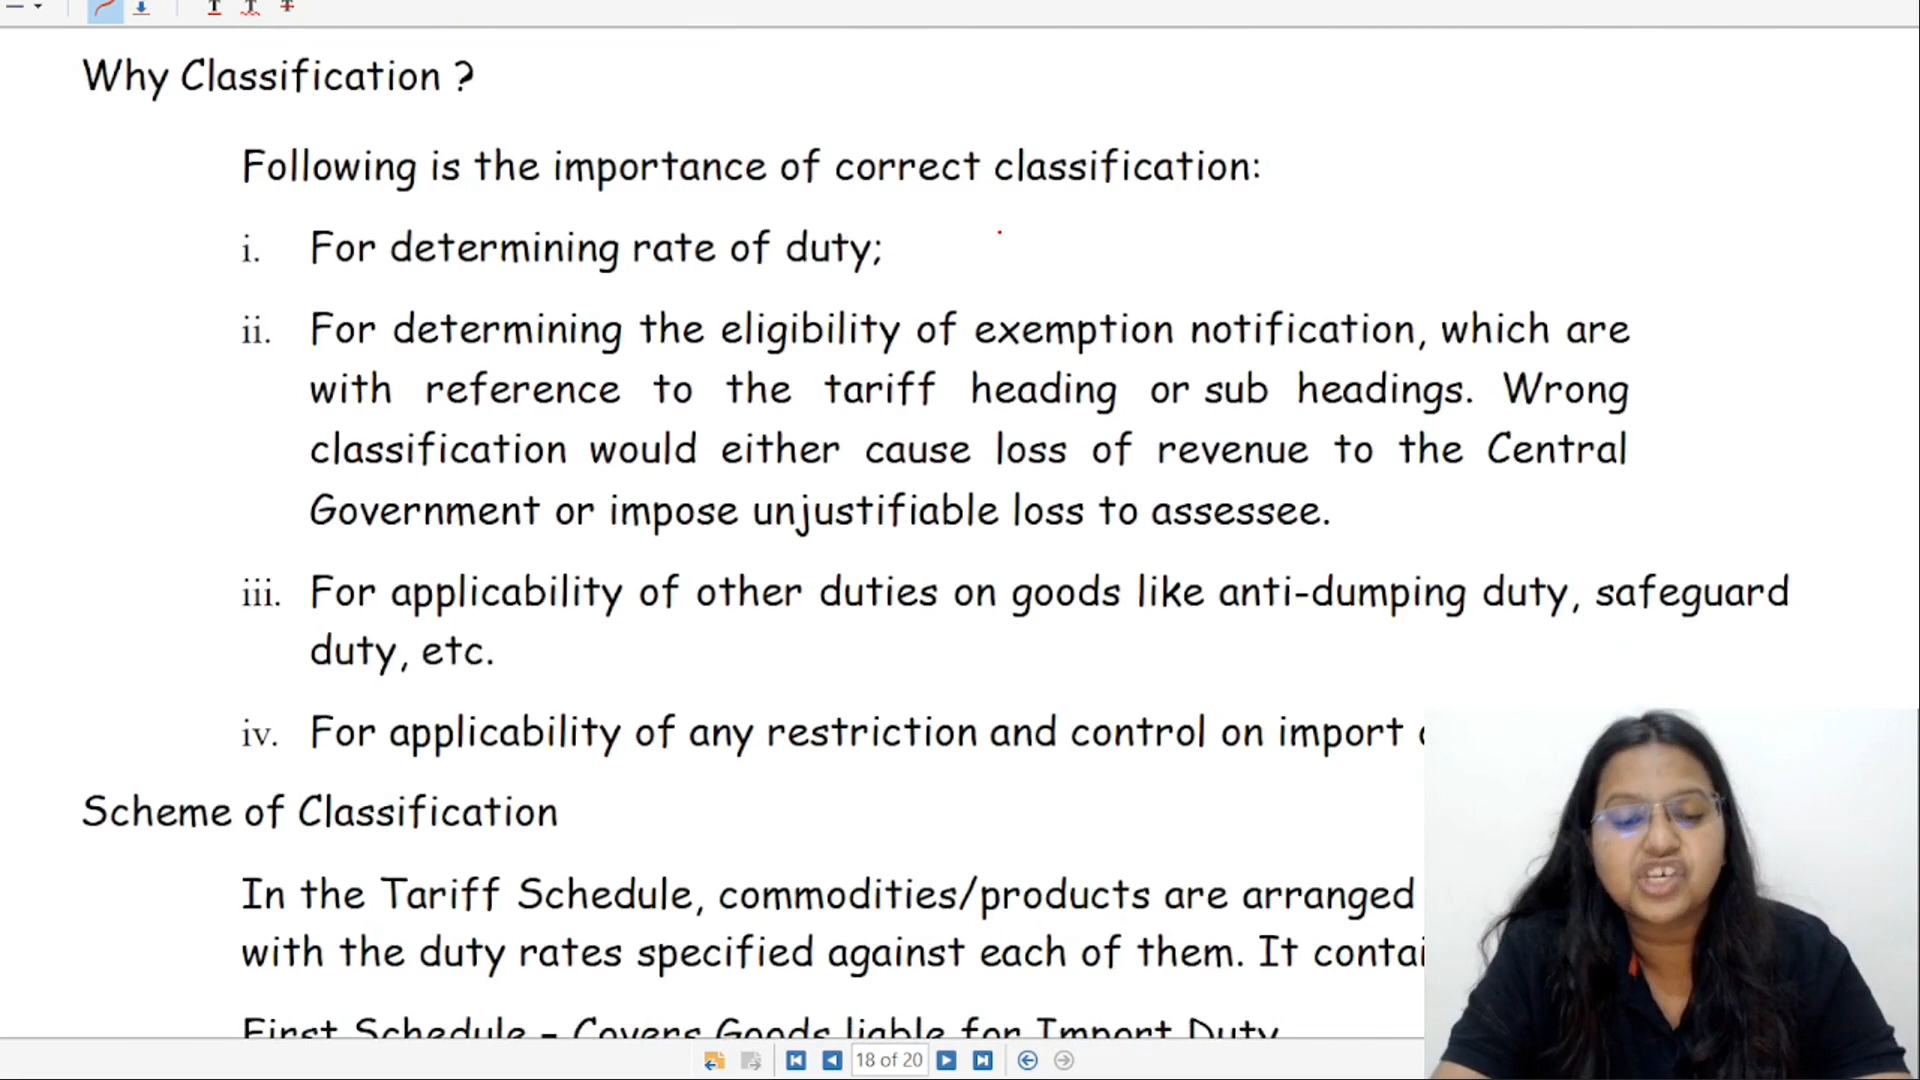 Why Classification ?
Following is the importance of correct classification:
i. For determining rate of duty;
ii. For determining the eligibility of exemption notification, which are
with reference to the tariff heading or sub headings. Wrong
classification would either cause loss of revenue to the Central
Government or impose unjustifiable loss to assessee.
iii. For applicability of other duties on goods like anti-dumping duty, safeguard
duty, etc.
iv. For applicability of any restriction and control on import
Scheme of Classification
In the Tariff Schedule, commodities/products are arranged
with the duty rates specified against each of them. It
First Schedule – Covers Goods liable for Import Duty
18 of 20